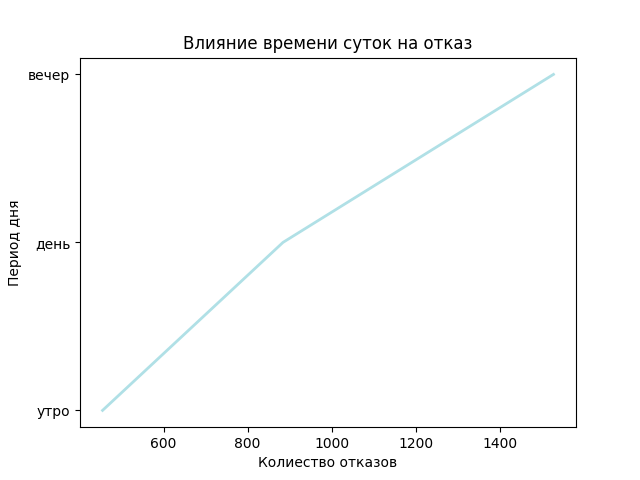 Влияние времени суток на отказ
вечер
день
утро
Период дня
600 800 1000 1200 1400
Колиество отказов